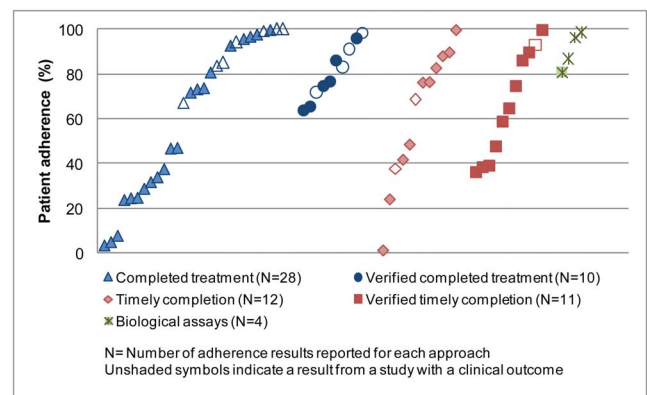 Patient adherence (%)
100
80
60
40
20
0
Completed treatment (N=28)
Verified completed treatment (N=10)
Timely completion (N=12)
Verified timely completion (N=11)
Biological assays (N=4)
N= Number of adherence results reported for each approach
Unshaded symbols indicate a result from a study with a clinical outcome